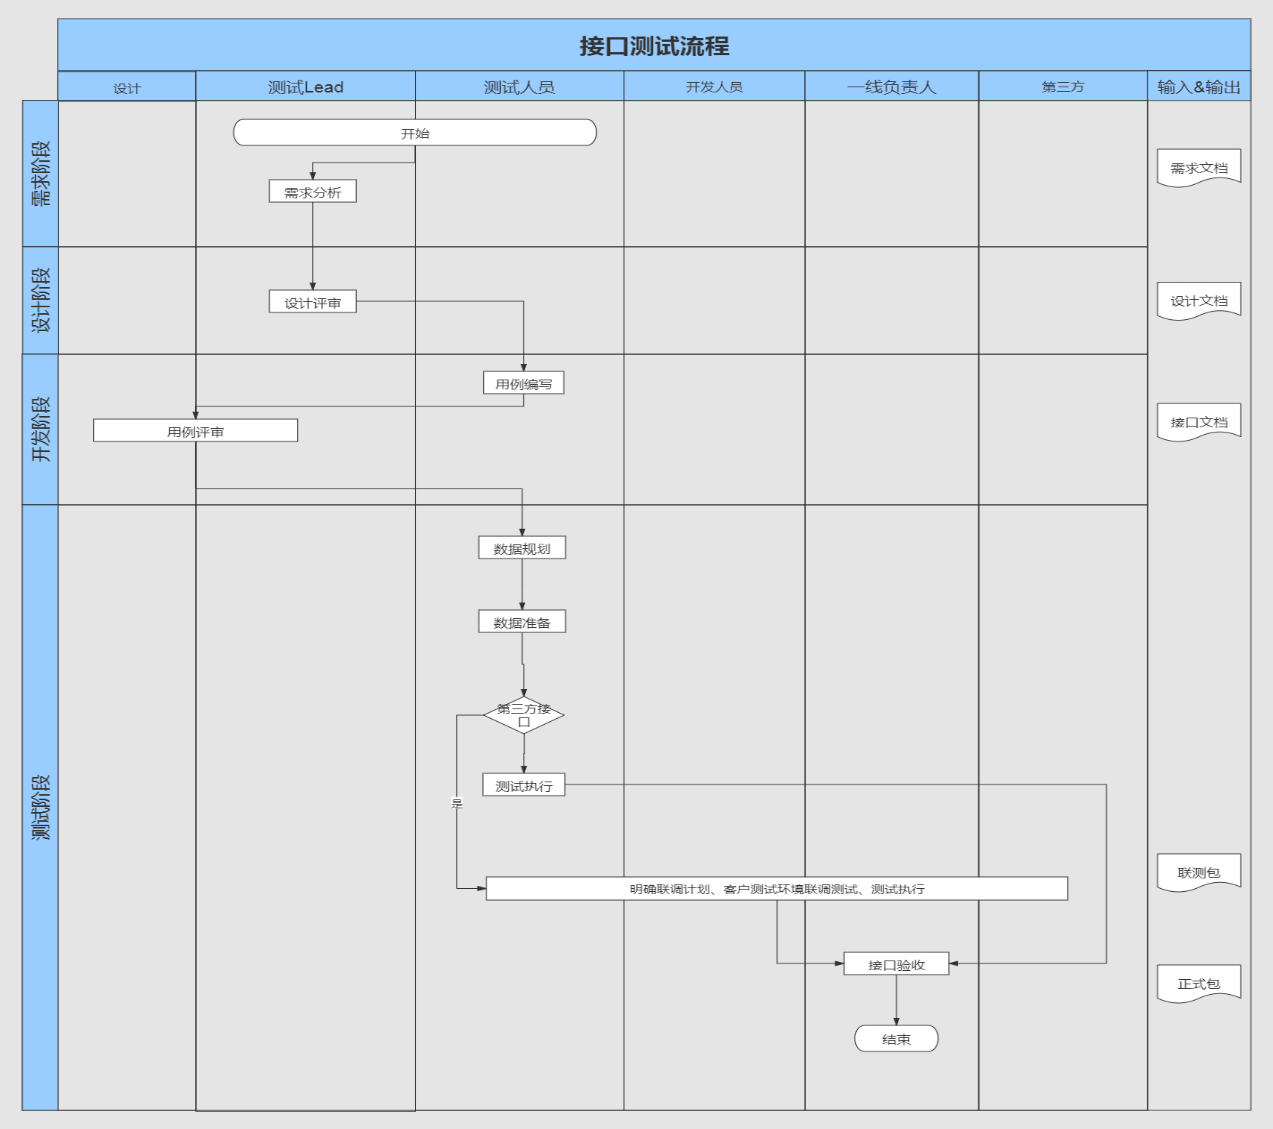 接口测试流程
设计
测试Lead
测试人员
开发人员
一线负责人
第三方
输入&输出
需求阶段
开始
需求分析
需求文档
设计阶段
设计评审
设计文档
开发阶段
用例编写
用例评审
接口文档
测试阶段
数据规划
数据准备
第三方接
口
测试执行
是
明确联调计划、客户测试环境联调测试、测试执行
联测包
接口验收
正式包
结束